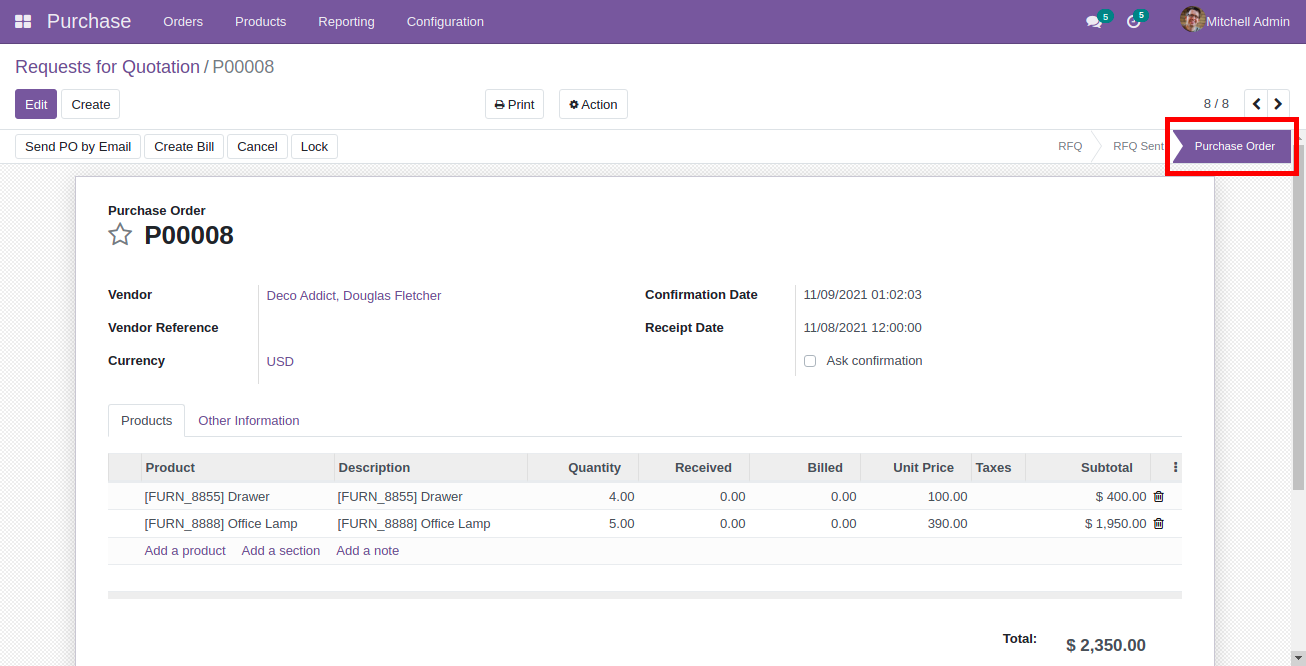 Purchase Orders Products Reporting Configuration 5 5 Mitchell Admin
Requests for Quotation / P00008
Edit Create Print Action 8 / 8
Send PO by Email Create Bill Cancel Lock RFQ RFQ Sent Purchase Order
Purchase Order
P00008
Vendor Deco Addict, Douglas Fletcher Confirmation Date 11/09/2021 01:02:03
Vendor Reference Receipt Date 11/08/2021 12:00:00
Currency USD Ask confirmation
Products Other Information
Product Description Quantity Received Billed Unit Price Taxes Subtotal
[FURN_8855] Drawer [FURN_8855] Drawer 4.00 0.00 0.00 100.00 $ 400.00
[FURN_8888] Office Lamp [FURN_8888] Office Lamp 5.00 0.00 0.00 390.00 $ 1,950.00
Add a product Add a section Add a note
Total: $ 2,350.00